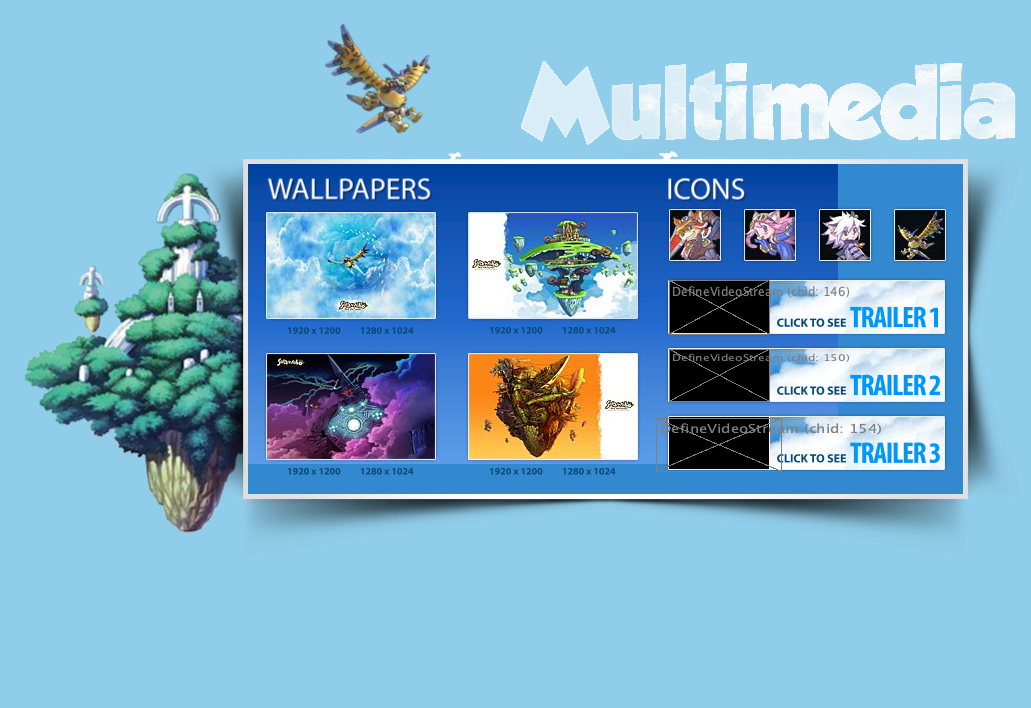 Multimedia
WALLPAPERS
ICONS
1920 x 1200 1280 x 1024
1920 x 1200 1280 x 1024
1920 x 1200 1280 x 1024
1920 x 1200 1280 x 1024
DefineVideoStream (chid: 146)
CLICK TO SEE TRAILER 1
DefineVideoStream (chid: 150)
CLICK TO SEE TRAILER 2
DefineVideoStream (chid: 154)
CLICK TO SEE TRAILER 3